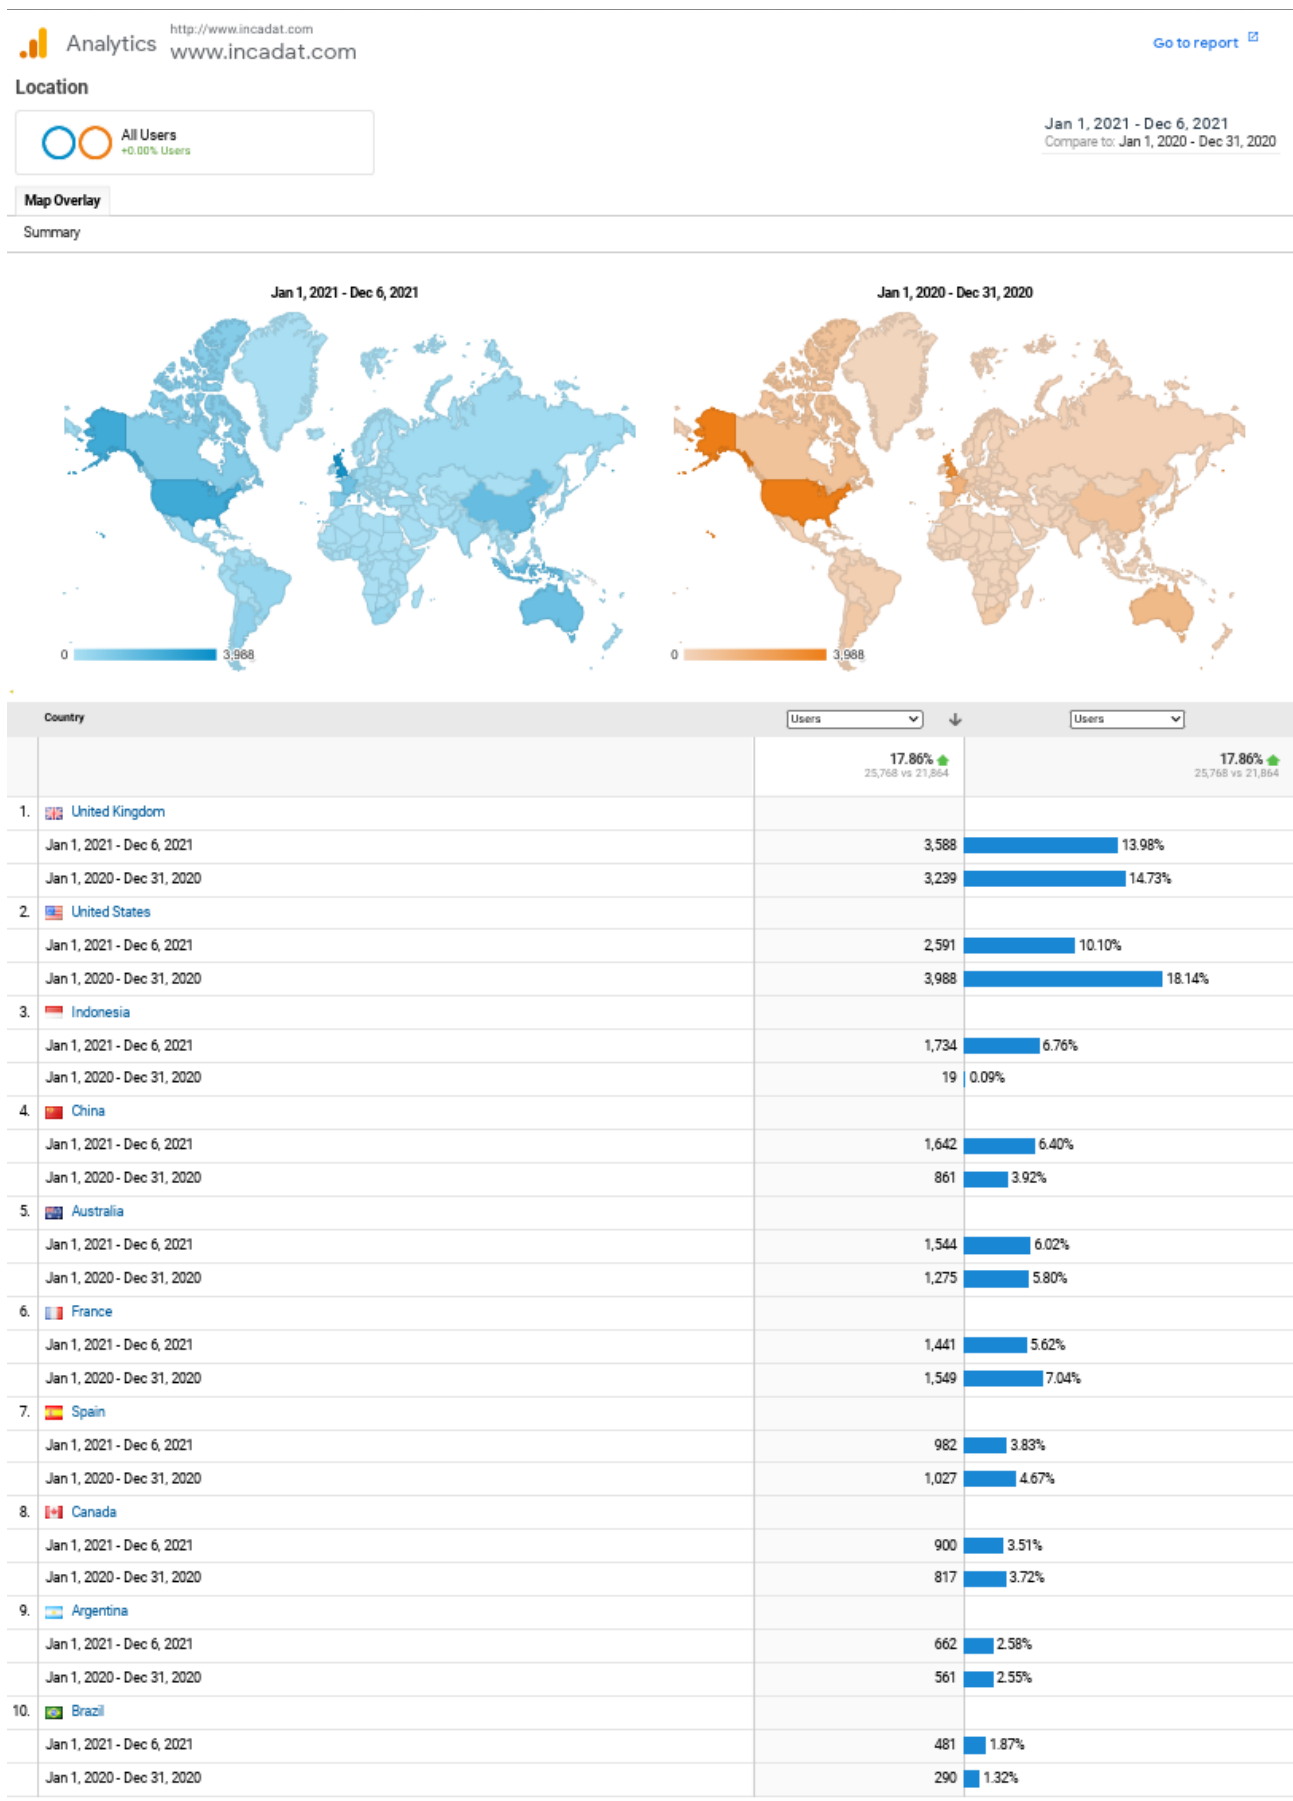 http://www.incadat.com
Analytics www.incadat.com
Go to report
Location
All Users
+0.00% Users
Jan 1, 2021 - Dec 6, 2021
Compare to: Jan 1, 2020 - Dec 31, 2020
Map Overlay
Summary
Jan 1, 2021 - Dec 6, 2021
Jan 1, 2020 - Dec 31, 2020
0 3,988
0 3,988
Country Users Users
17.86% 17.86%
25,768 vs 21,864 25,768 vs 21,864
1. United Kingdom
Jan 1, 2021 - Dec 6, 2021 3,588 13.98%
Jan 1, 2020 - Dec 31, 2020 3,239 14.73%
2. United States
Jan 1, 2021 - Dec 6, 2021 2,591 10.10%
Jan 1, 2020 - Dec 31, 2020 3,988 18.14%
3. Indonesia
Jan 1, 2021 - Dec 6, 2021 1,734 6.76%
Jan 1, 2020 - Dec 31, 2020 19 0.09%
4. China
Jan 1, 2021 - Dec 6, 2021 1,642 6.40%
Jan 1, 2020 - Dec 31, 2020 861 3.92%
5. Australia
Jan 1, 2021 - Dec 6, 2021 1,544 6.02%
Jan 1, 2020 - Dec 31, 2020 1,275 5.80%
6. France
Jan 1, 2021 - Dec 6, 2021 1,441 5.62%
Jan 1, 2020 - Dec 31, 2020 1,549 7.04%
7. Spain
Jan 1, 2021 - Dec 6, 2021 982 3.83%
Jan 1, 2020 - Dec 31, 2020 1,027 4.67%
8. Canada
Jan 1, 2021 - Dec 6, 2021 900 3.51%
Jan 1, 2020 - Dec 31, 2020 817 3.72%
9. Argentina
Jan 1, 2021 - Dec 6, 2021 662 2.58%
Jan 1, 2020 - Dec 31, 2020 561 2.55%
10. Brazil
Jan 1, 2021 - Dec 6, 2021 481 1.87%
Jan 1, 2020 - Dec 31, 2020 290 1.32%